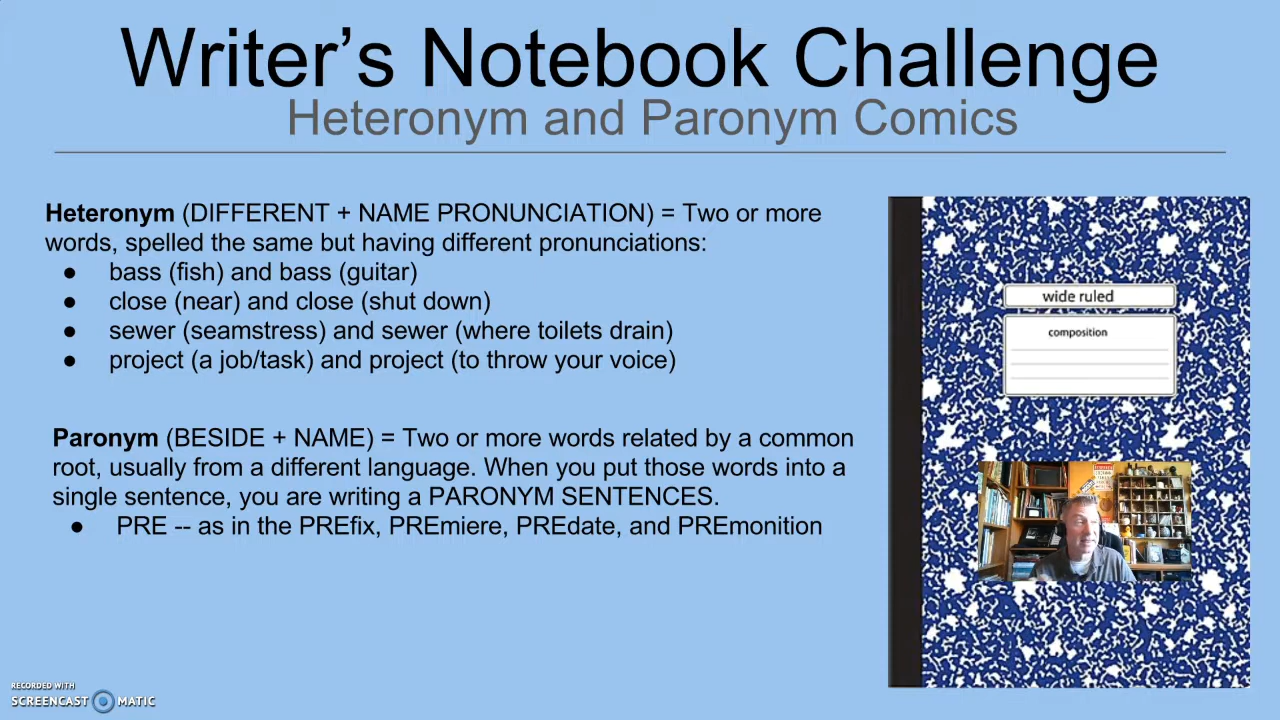 Writer's Notebook Challenge
Heteronym and Paronym Comics
Heteronym (DIFFERENT + NAME PRONUNCIATION) = Two or more
words, spelled the same but having different pronunciations:
● bass (fish) and bass (guitar)
● close (near) and close (shut down)
● sewer (seamstress) and sewer (where toilets drain)
● project (a job/task) and project (to throw your voice)
Paronym (BESIDE + NAME) = Two or more words related by a common
root, usually from a different language. When you put those words into a
single sentence, you are writing a PARONYM SENTENCES.
● PRE -- as in the PREfix, PREmiere, PREdate, and PREmonition
wide ruled
composition
RECORDED WITH
SCREENCAST MATIC